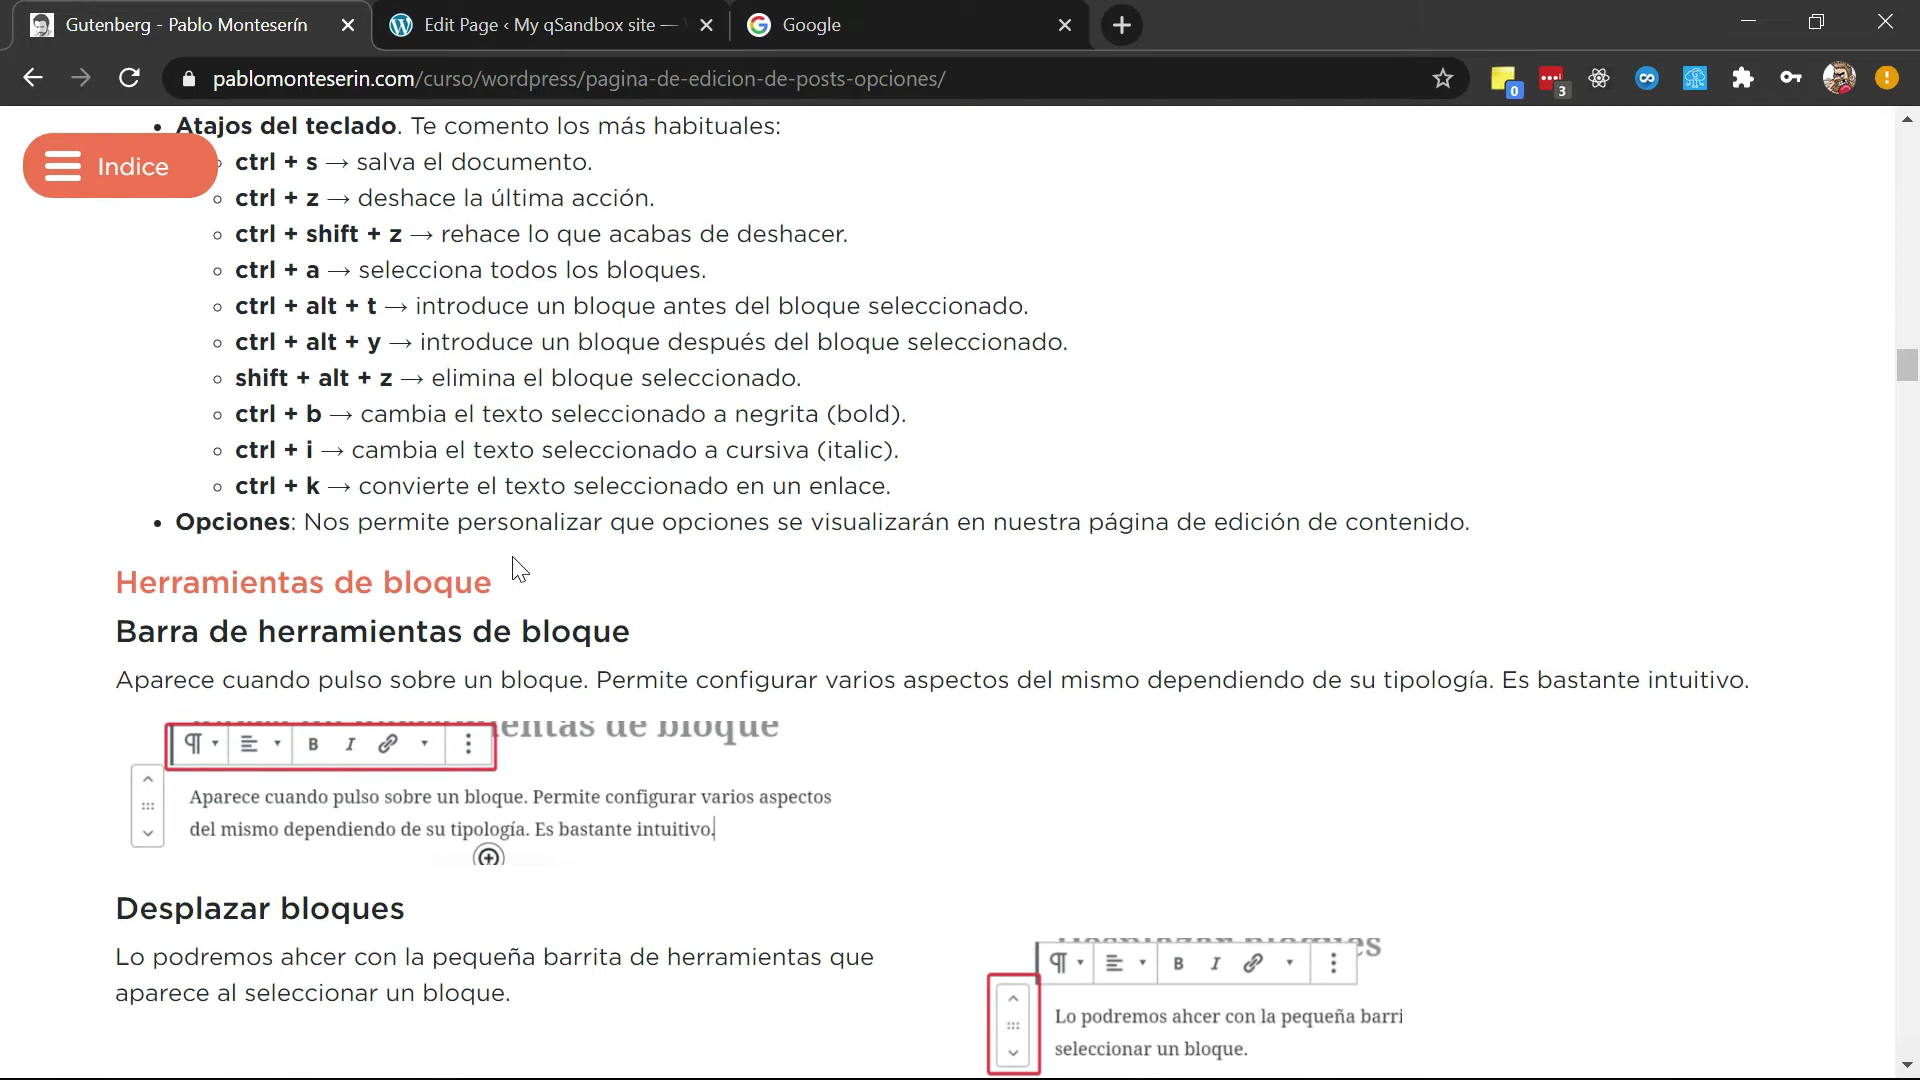 Gutenberg - Pablo Monteserín
Edit Page ‹ My qSandbox site —
Google
pablomonteserin.com/curso/wordpress/pagina-de-edicion-de-posts-opciones/
0
3
Indice
• Atajos del teclado. Te comento los más habituales:
ctrl + s → salva el documento.
ctrl + z → deshace la última acción.
ctrl + shift + z → rehace lo que acabas de deshacer.
ctrl + a → selecciona todos los bloques.
ctrl + alt + t → introduce un bloque antes del bloque seleccionado.
ctrl + alt + y → introduce un bloque después del bloque seleccionado.
shift + alt + z → elimina el bloque seleccionado.
ctrl + b → cambia el texto seleccionado a negrita (bold).
ctrl + i → cambia el texto seleccionado a cursiva (italic).
ctrl + k → convierte el texto seleccionado en un enlace.
• Opciones: Nos permite personalizar que opciones se visualizarán en nuestra página de edición de contenido.
Herramientas de bloque
Barra de herramientas de bloque
Aparece cuando pulso sobre un bloque. Permite configurar varios aspectos del mismo dependiendo de su tipología. Es bastante intuitivo.
de bloque
B I
Aparece cuando pulso sobre un bloque. Permite configurar varios aspectos
del mismo dependiendo de su tipología. Es bastante intuitivo.
Desplazar bloques
Lo podremos ahcer con la pequeña barrita de herramientas que
aparece al seleccionar un bloque.
B I
Lo podremos ahcer con la pequeña barri
seleccionar un bloque.